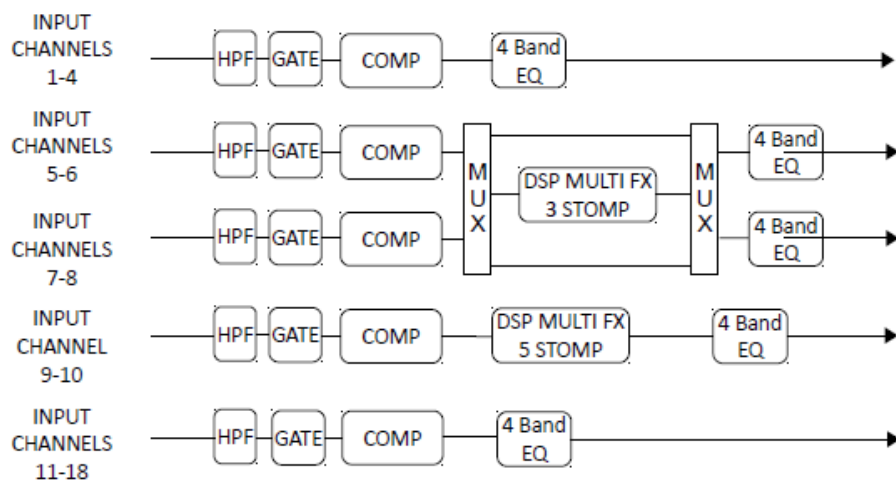 INPUT
CHANNELS
1-4
HPF
GATE
COMP
4 Band
EQ
INPUT
CHANNELS
5-6
HPF
GATE
COMP
MUX
DSP MULTI FX
3 STOMP
MUX
4 Band
EQ
INPUT
CHANNELS
7-8
HPF
GATE
COMP
4 Band
EQ
INPUT
CHANNEL
9-10
HPF
GATE
COMP
DSP MULTI FX
5 STOMP
4 Band
EQ
INPUT
CHANNELS
11-18
HPF
GATE
COMP
4 Band
EQ